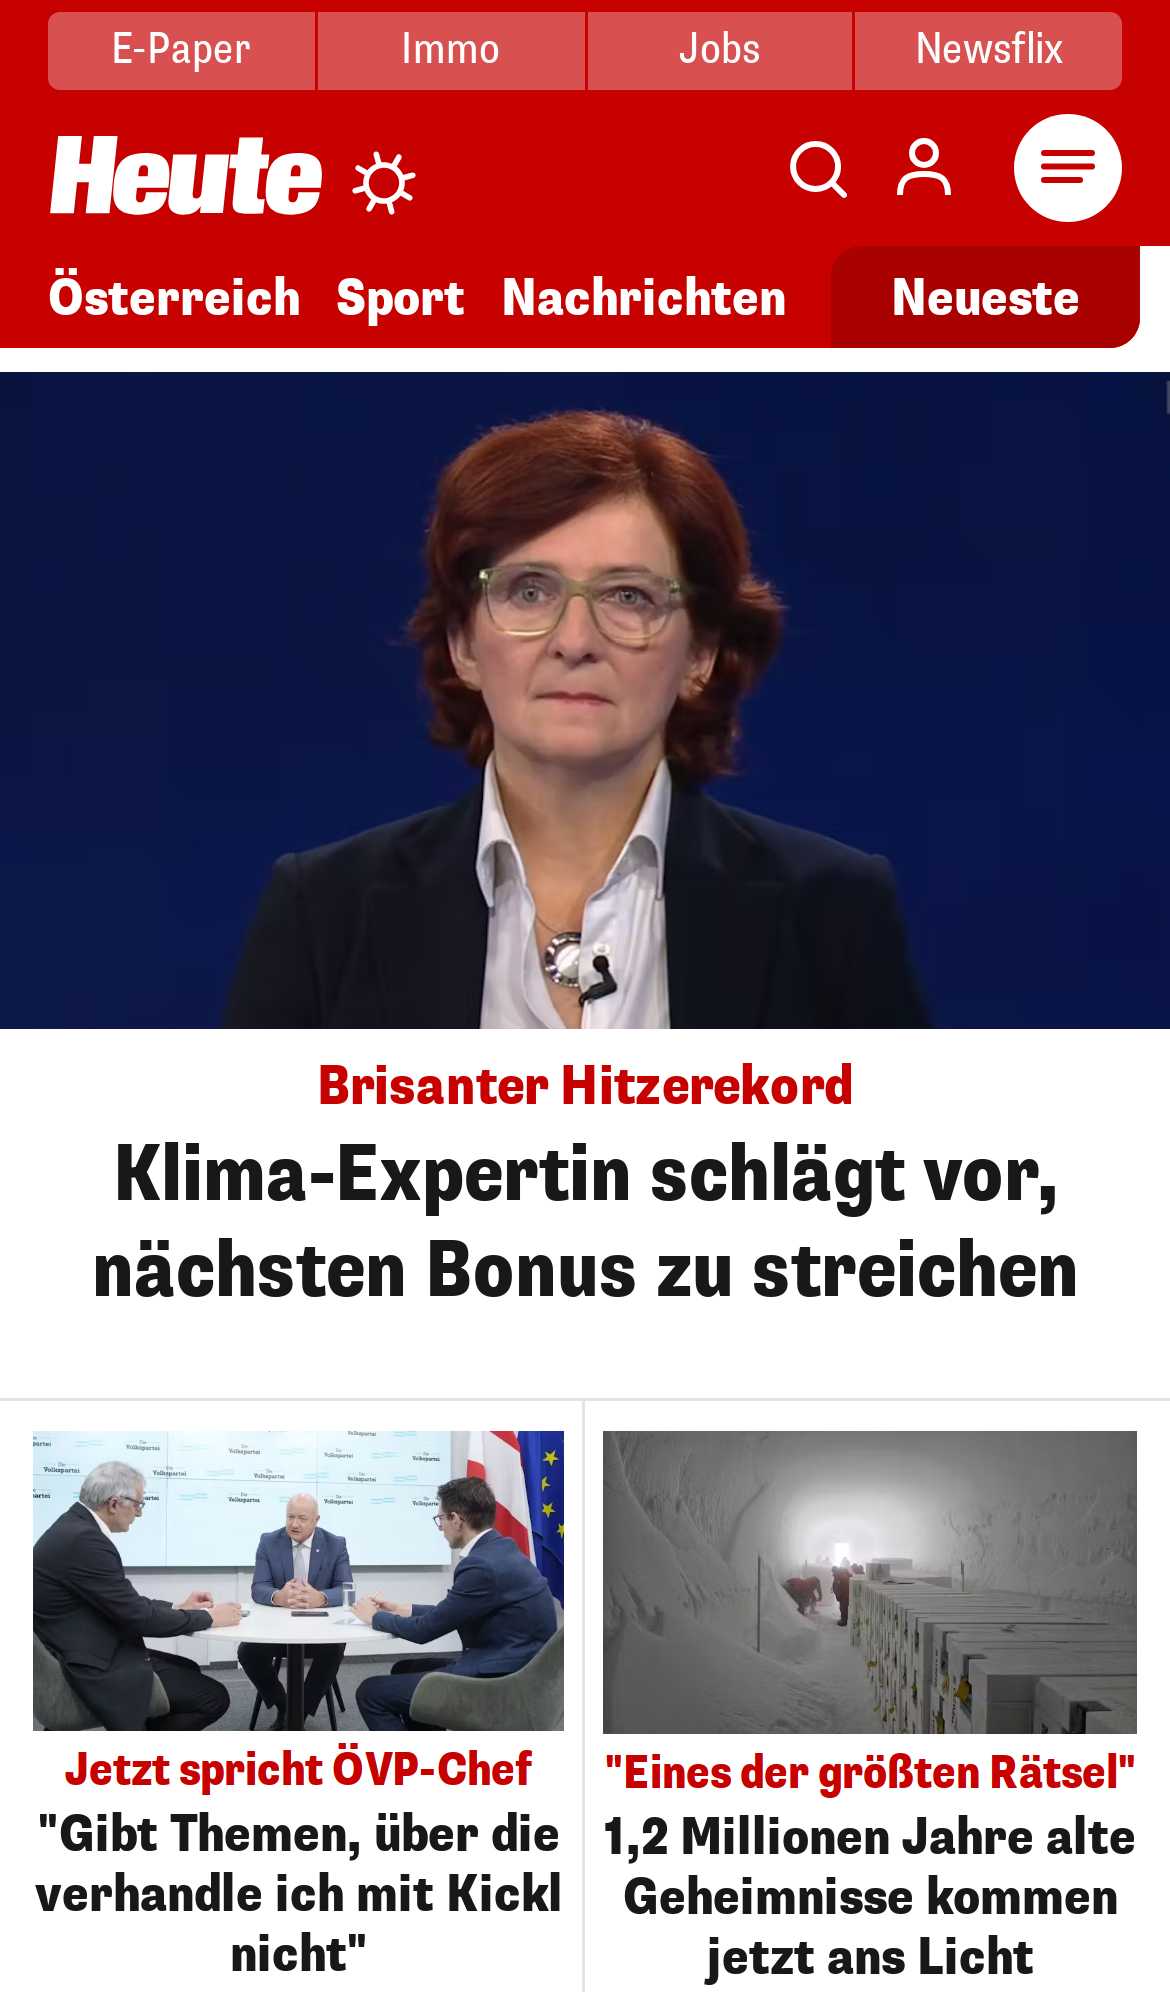 E-Paper
Immo
Jobs
Newsflix
Heute
Österreich
Sport
Nachrichten
Neueste
Brisanter Hitzerekord
Klima-Expertin schlägt vor,
nächsten Bonus zu streichen
Die
Volkspartei
Jetzt spricht ÖVP-Chef
"Gibt Themen, über die
verhandle ich mit Kickl
nicht"
"Eines der größten Rätsel"
1,2 Millionen Jahre alte
Geheimnisse kommen
jetzt ans Licht